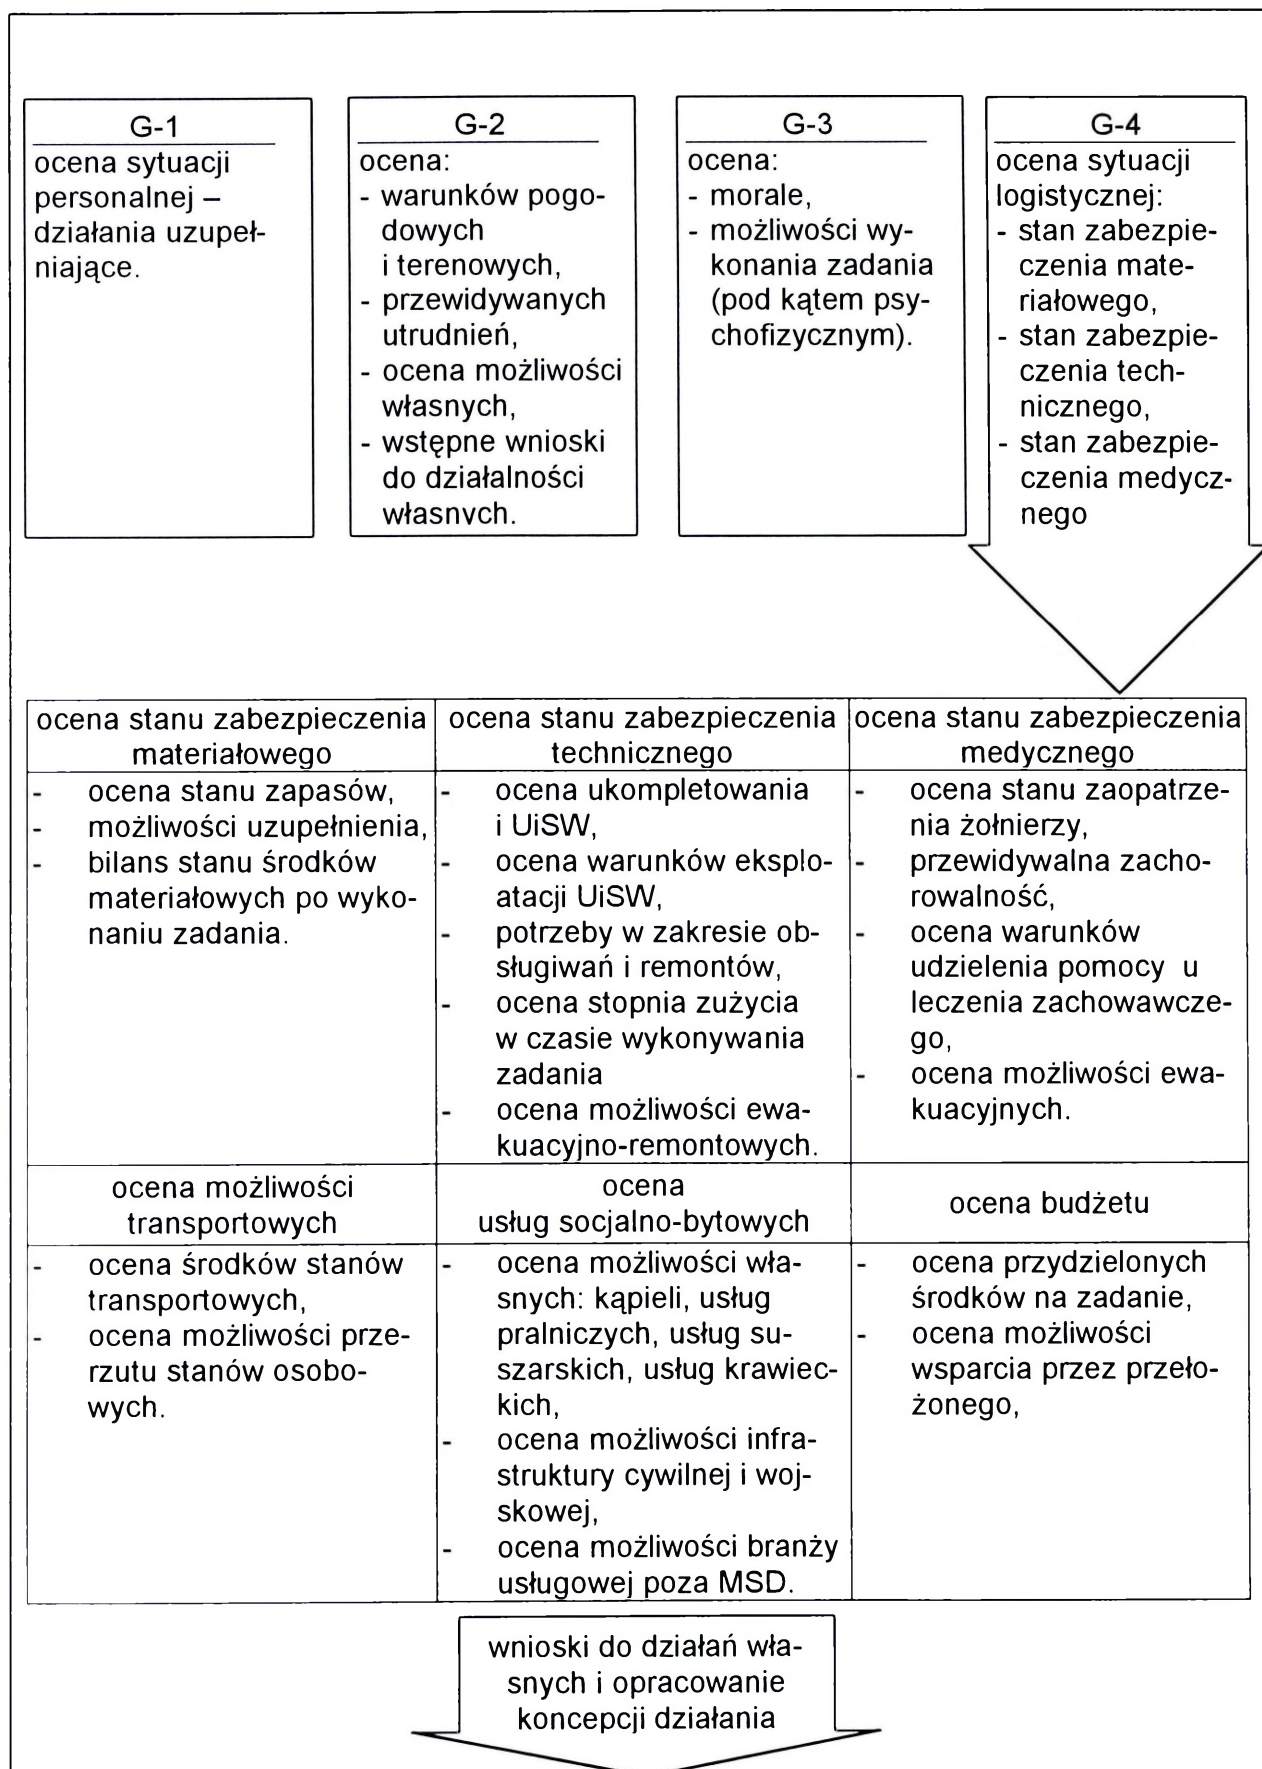 G-1
ocena sytuacji
personalnej –
działania uzupeł-
niające.
G-2
ocena:
- warunków pogo-
dowych
i terenowych,
- przewidywanych
utrudnień,
- ocena możliwości
własnych,
- wstępne wnioski
do działalności
własnych.
G-3
ocena:
- morale,
- możliwości wy-
konania zadania
(pod kątem psy-
chofizycznym).
G-4
ocena sytuacji
logistycznej:
- stan zabezpie-
czenia mate-
riałowego,
- stan zabezpie-
czenia tech-
nicznego,
- stan zabezpie-
czenia medycz-
nego
ocena stanu zabezpieczenia
materiałowego
- ocena stanu zapasów,
- możliwości uzupełnienia,
- bilans stanu środków
materiałowych po wyko-
naniu zadania.
ocena stanu zabezpieczenia
technicznego
- ocena ukompletowania
i UiSW,
- ocena warunków eksplo-
atacji UiSW,
- potrzeby w zakresie ob-
sługiwań i remontów,
- ocena stopnia zużycia
w czasie wykonywania
zadania
- ocena możliwości ewa-
kuacyjno-remontowych.
ocena stanu zabezpieczenia
medycznego
- ocena stanu zaopatrze-
nia żołnierzy,
- przewidywalna zacho-
rowalność,
- ocena warunków
udzielenia pomocy u
leczenia zachowawcze-
go,
- ocena możliwości ewa-
kuacyjnych.
ocena możliwości
transportowych
- ocena środków stanów
transportowych,
- ocena możliwości prze-
rzutu stanów osobo-
wych.
ocena
usług socjalno-bytowych
- ocena możliwości wła-
snych: kąpieli, usług
pralniczych, usług su-
szarskich, usług krawiec-
kich,
- ocena możliwości infra-
struktury cywilnej i woj-
skowej,
- ocena możliwości branży
usługowej poza MSD.
ocena budżetu
- ocena przydzielonych
środków na zadanie,
- ocena możliwości
wsparcia przez przeło-
żonego,
wnioski do działań wła-
snych i opracowanie
koncepcji działania